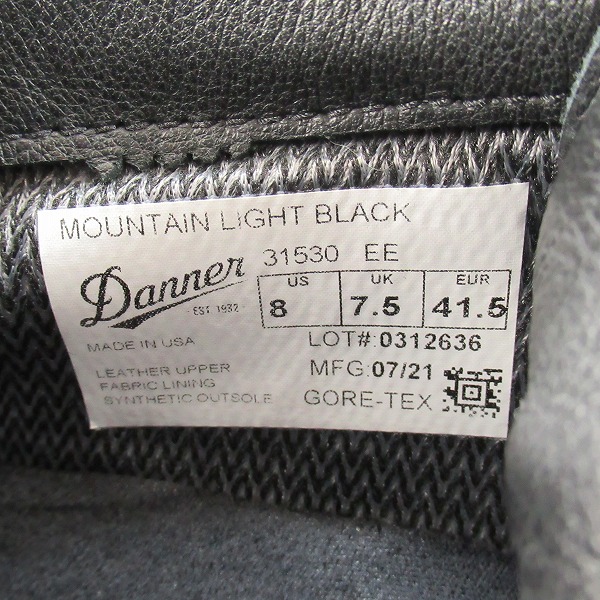 MOUNTAIN LIGHT BLACK
31530 EE
Danner
- EST 1932 -
US UK EUR
8 7.5 41.5
MADE IN USA
LOT#:0312636
LEATHER UPPER
FABRIC LINING
SYNTHETIC OUTSOLE
MFG:07/21
GORE-TEX